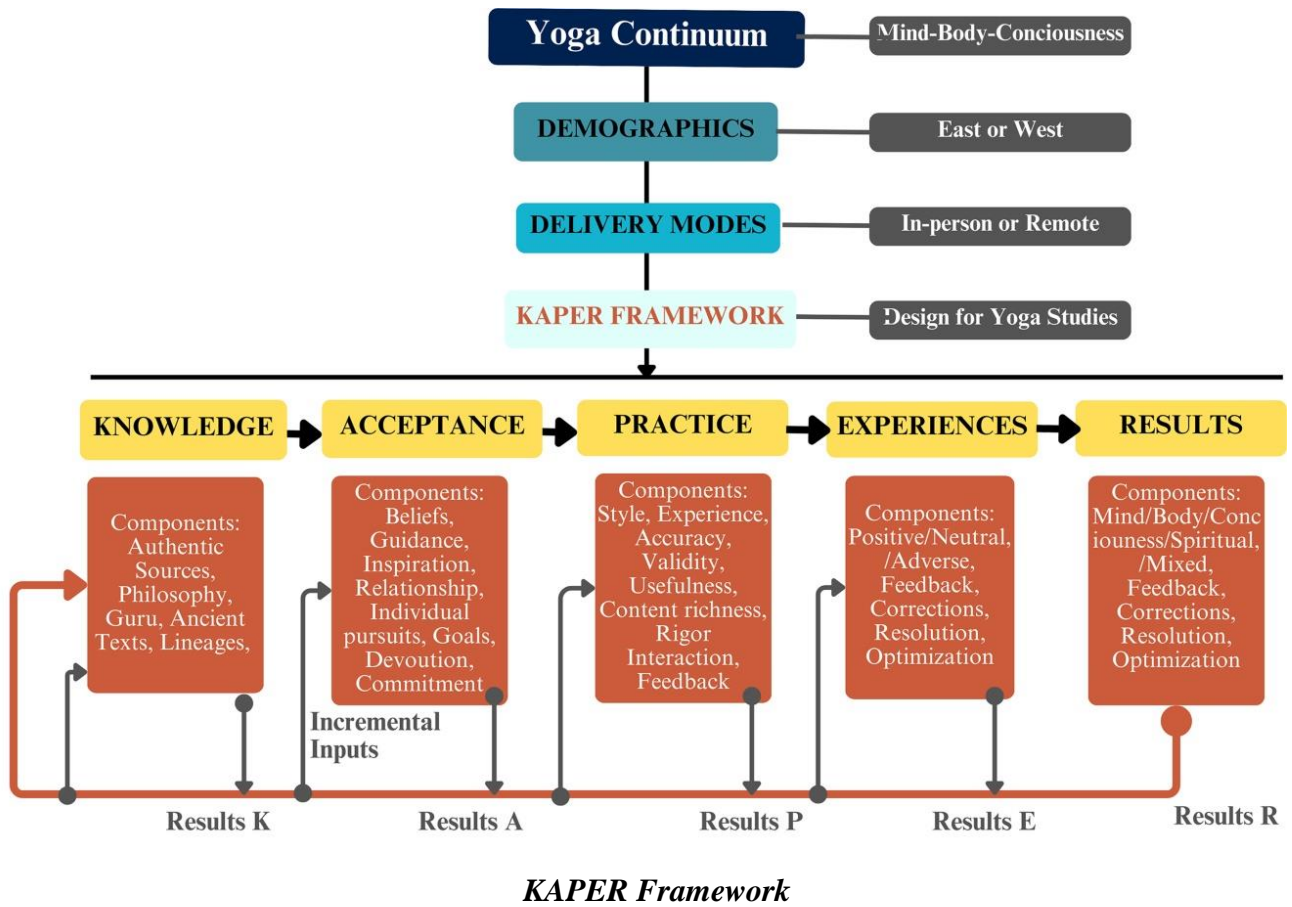 Yoga Continuum
Mind-Body-Conciousness
DEMOGRAPHICS
East or West
DELIVERY MODES
In-person or Remote
KAPER FRAMEWORK
Design for Yoga Studies
KNOWLEDGE
ACCEPTANCE
PRACTICE
EXPERIENCES
RESULTS
Components:
Authentic
Sources,
Philosophy,
Guru, Ancient
Texts, Lineages,
Components:
Beliefs,
Guidance,
Inspiration,
Relationship,
Individual
pursuits, Goals,
Devoution,
Commitment
Components:
Style, Experience,
Accuracy,
Validity,
Usefulness,
Content richness,
Rigor
Interaction,
Feedback
Components:
Positive/Neutral,
/Adverse,
Feedback,
Corrections,
Resolution,
Optimization
Components:
Mind/Body/Conc
iouness/Spiritual,
/Mixed,
Feedback,
Corrections,
Resolution,
Optimization
Incremental
Inputs
Results K
Results A
Results P
Results E
Results R
KAPER Framework